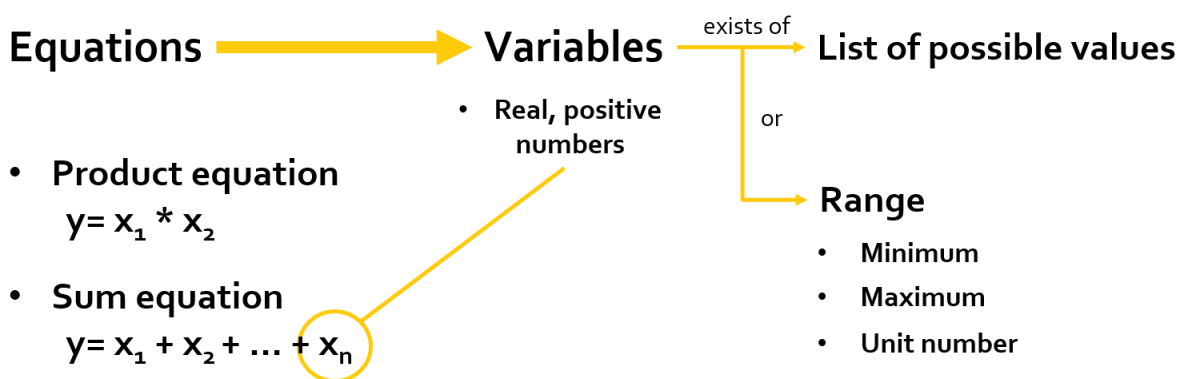 Equations
• Product equation
y= x₁ * x₂
• Sum equation
y= x₁ + x₂ + ... + xₙ
Variables
• Real, positive
numbers
exists of
or
List of possible values
Range
• Minimum
• Maximum
• Unit number